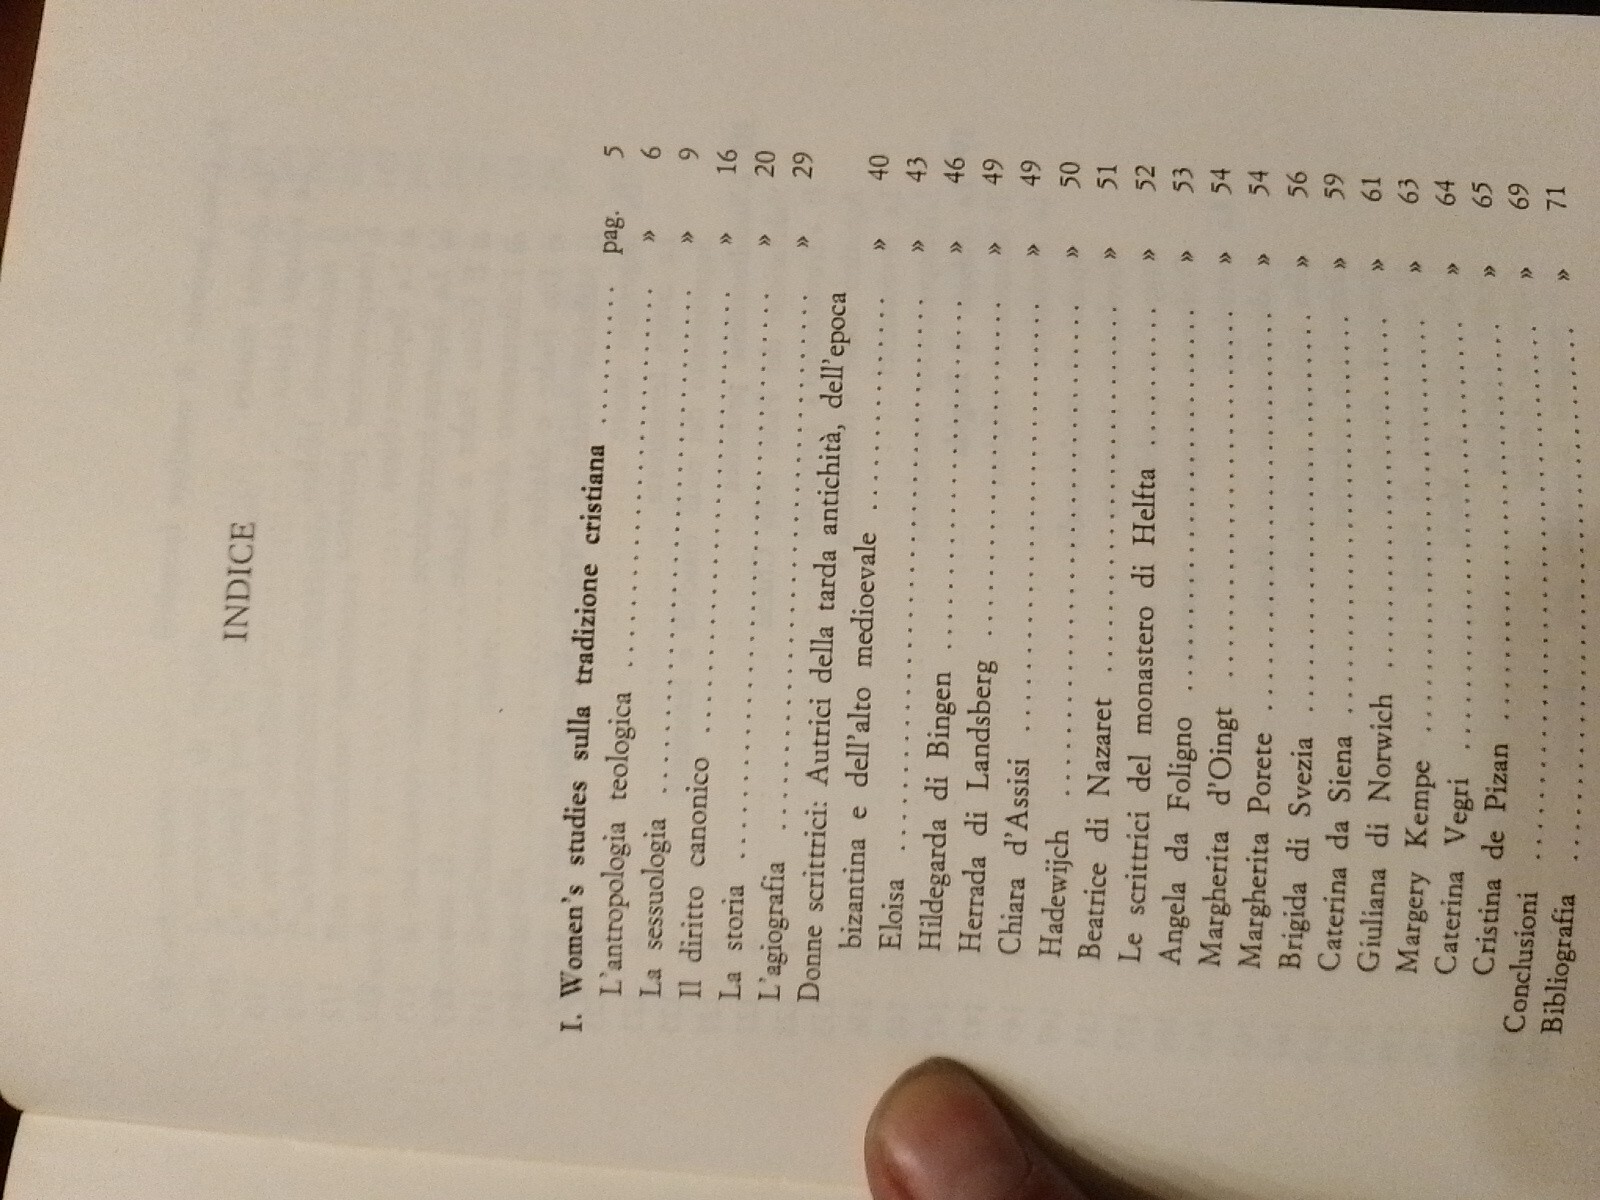 INDICE
I. Women's studies sulla tradizione cristiana ......... pag. 5
L'antropologia teologica .................... » 6
La sessuologia ............................ » 9
Il diritto canonico ........................ » 16
La storia ................................ » 20
L'agiografia .............................. » 29
Donne scrittrici: Autrici della tarda antichità, dell'epoca
bizantina e dell'alto medioevale ............ » 40
Eloisa ................................ » 43
Hildegarda di Bingen .................... » 46
Herrada di Landsberg .................... » 49
Chiara d'Assisi ........................ » 49
Hadewijch ............................ » 50
Beatrice di Nazaret ...................... » 51
Le scrittrici del monastero di Helfta ......... » 52
Angela da Foligno ...................... » 53
Margherita d'Oingt ...................... » 54
Margherita Porete ...................... » 54
Brigida di Svezia ........................ » 56
Caterina da Siena ........................ » 59
Giuliana di Norwich ...................... » 61
Margery Kempe ........................ » 63
Caterina Vegri .......................... » 64
Cristina de Pizan ........................ » 65
Conclusioni ................................ » 69
Bibliografia ................................ » 71